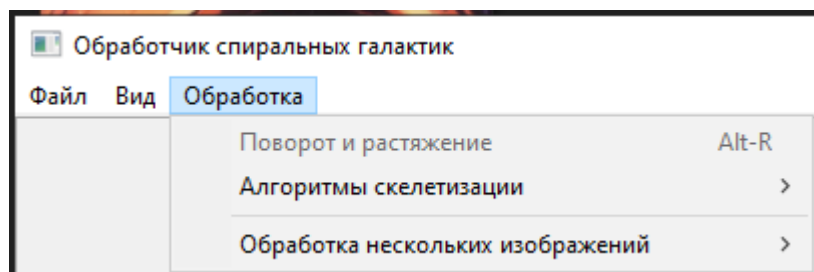 Обработчик спиральных галактик
Файл Вид Обработка
Поворот и растяжение Alt-R
Алгоритмы скелетизации
Обработка нескольких изображений